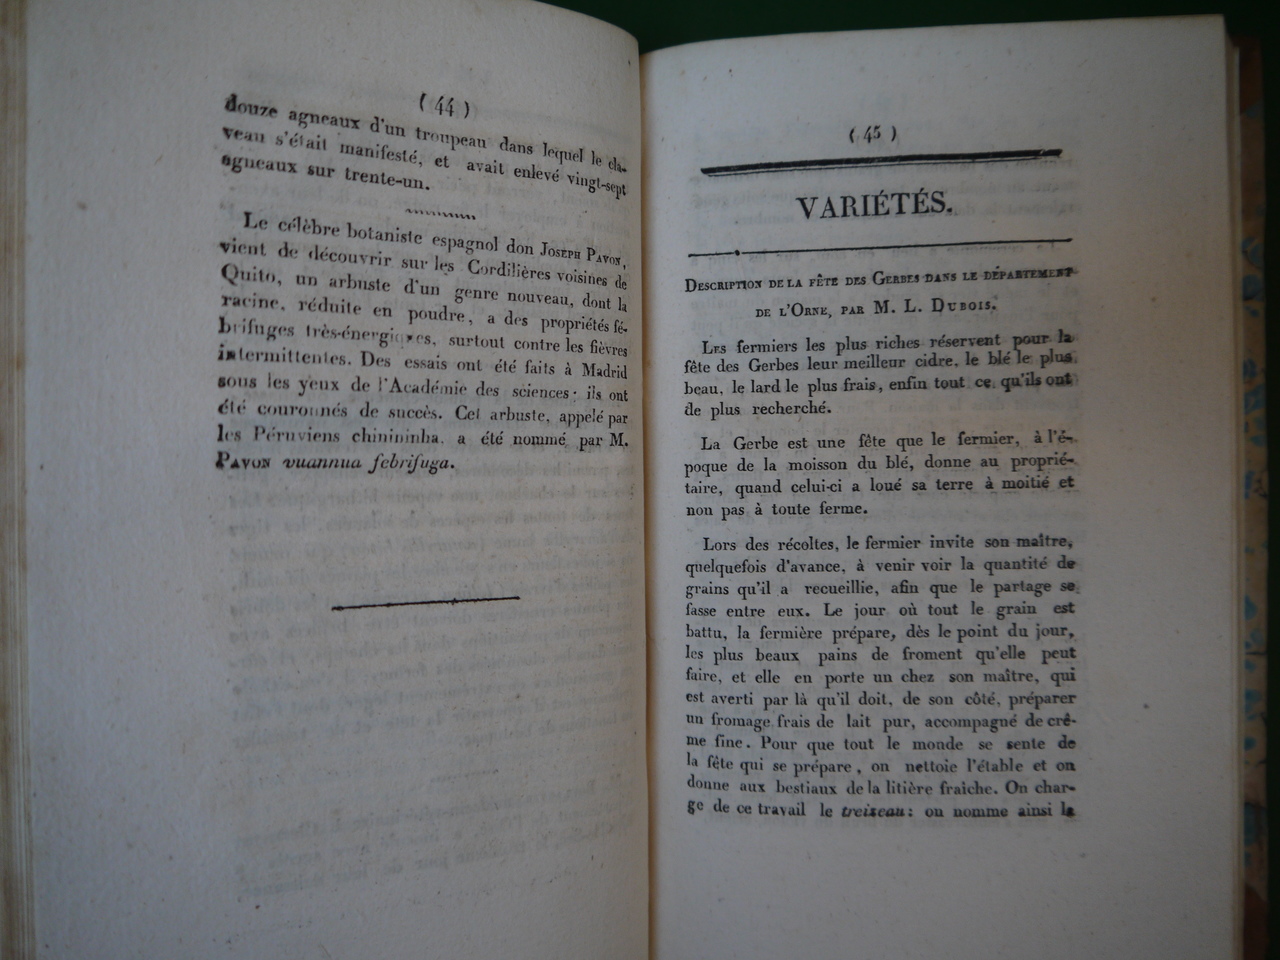 ( 44 )
douze agneaux d'un troupeau dans lequel le cla-
veau s'était manifesté, et avait enlevé vingt-sept
agneaux sur trente-un.
Le célèbre botaniste espagnol don Joseph Pavon,
vient de découvrir sur les Cordilières voisines de
Quito, un arbuste d'un genre nouveau, dont la
racine, réduite en poudre, a des propriétés fé-
brifuges très-énergiques, surtout contre les fièvres
intermittentes. Des essais ont été faits à Madrid
sous les yeux de l'Académie des sciences; ils ont
été couronnés de succès. Cet arbuste, appelé par
les Péruviens chinininha, a été nommé par M.
Pavon vuannua febrifuga.
( 45 )
VARIÉTÉS.
Description de la fête des Gerbes dans le département
de l'Orne, par M. L. Dubois.
Les fermiers les plus riches réservent pour la
fête des Gerbes leur meilleur cidre, le blé le plus
beau, le lard le plus frais, enfin tout ce qu'ils ont
de plus recherché.
La Gerbe est une fête que le fermier, à l'é-
poque de la moisson du blé, donne au proprié-
taire, quand celui-ci a loué sa terre à moitié et
non pas à toute ferme.
Lors des récoltes, le fermier invite son maître,
quelquefois d'avance, à venir voir la quantité de
grains qu'il a recueillie, afin que le partage se
fasse entre eux. Le jour où tout le grain est
battu, la fermière prépare, dès le point du jour,
les plus beaux pains de froment qu'elle peut
faire, et elle en porte un chez son maître, qui
est averti par là qu'il doit, de son côté, préparer
un fromage frais de lait pur, accompagné de crê-
me fine. Pour que tout le monde se sente de
la fête qui se prépare, on nettoie l'étable et on
donne aux bestiaux de la litière fraiche. On char-
ge de ce travail le treizeau: on nomme ainsi le